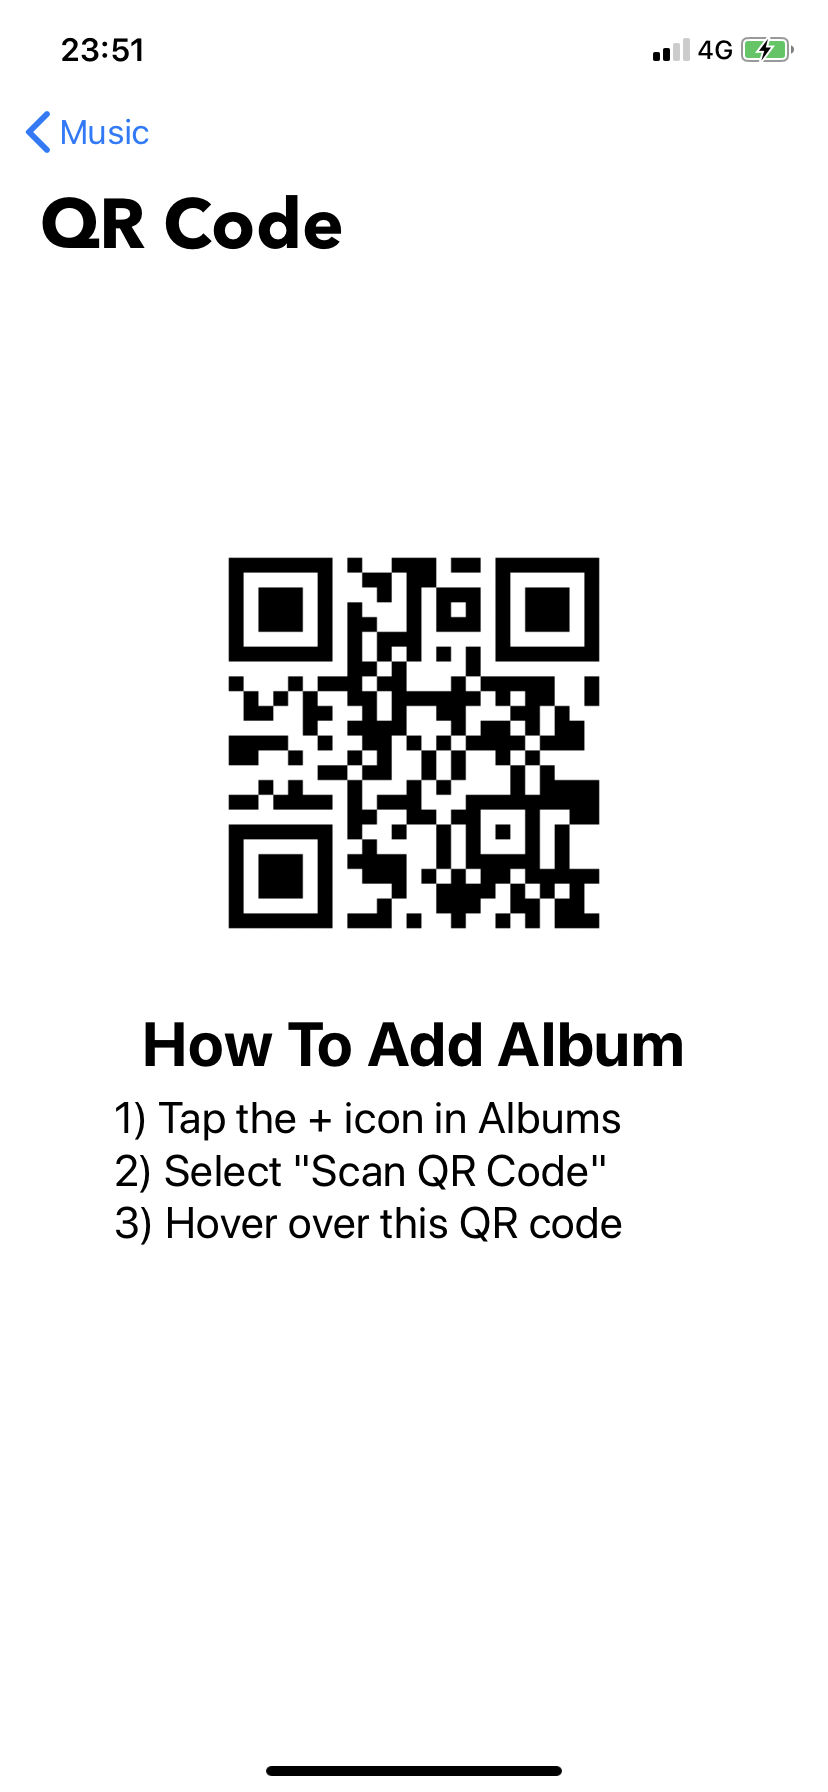 23:51
4G
Music
QR Code
How To Add Album
1) Tap the + icon in Albums
2) Select "Scan QR Code"
3) Hover over this QR code